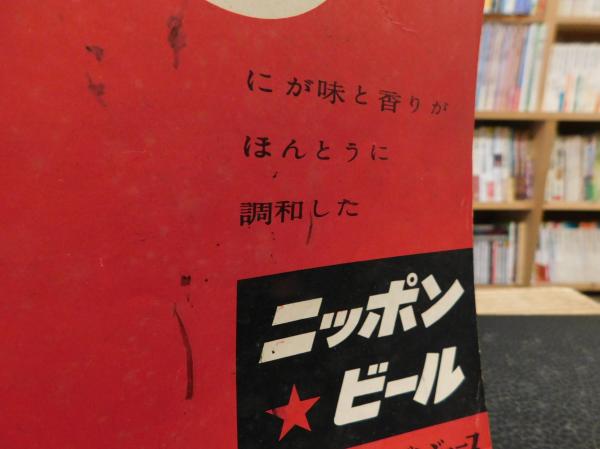 にが味と香りが
ほんとうに
調和した
ニッポン
ビール